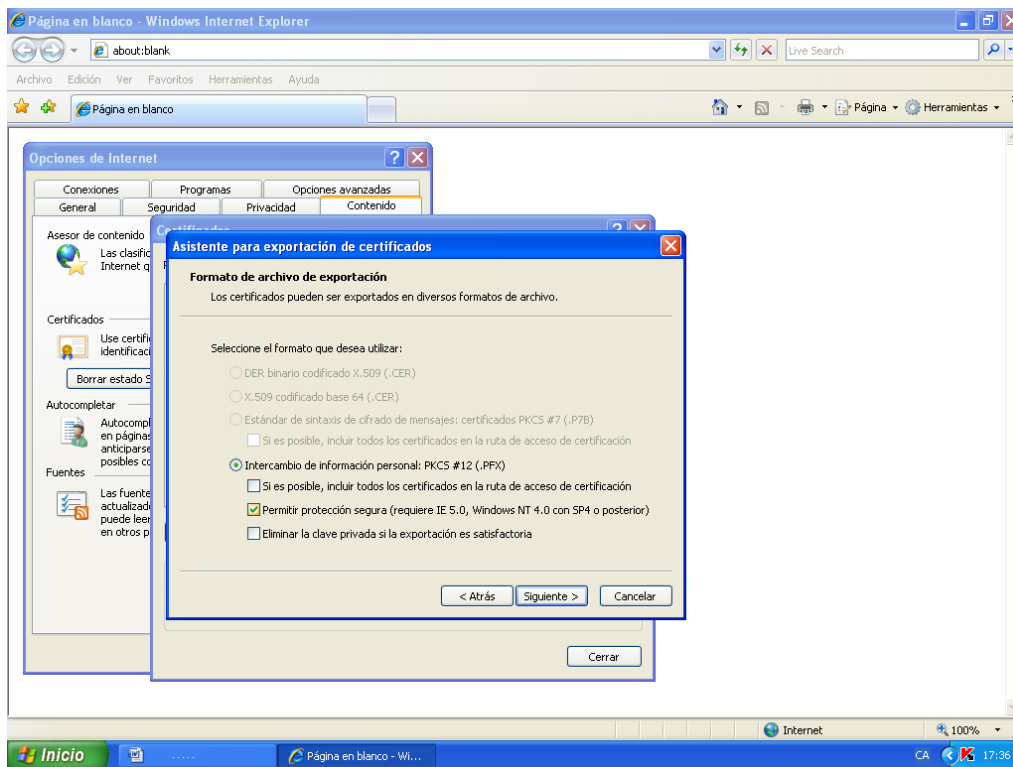 Página en blanco - Windows Internet Explorer
about:blank
Live Search
Archivo Edición Ver Favoritos Herramientas Ayuda
Página en blanco
Página Herramientas
Opciones de Internet
Conexiones Programas Opciones avanzadas
General Seguridad Privacidad Contenido
Asesor de contenido
Las clasific
Internet q
Certificados
Use certifi
identificaci
Borrar estado S
Autocompletar
Autocompl
en páginas
anticiparse
posibles co
Fuentes
Las fuente
actualizad
puede leer
en otros p
Certificados
Asistente para exportación de certificados
Formato de archivo de exportación
Los certificados pueden ser exportados en diversos formatos de archivo.
Seleccione el formato que desea utilizar:
DER binario codificado X.509 (.CER)
X.509 codificado base 64 (.CER)
Estándar de sintaxis de cifrado de mensajes: certificados PKCS #7 (.P7B)
Si es posible, incluir todos los certificados en la ruta de acceso de certificación
Intercambio de información personal: PKCS #12 (.PFX)
Si es posible, incluir todos los certificados en la ruta de acceso de certificación
Permitir protección segura (requiere IE 5.0, Windows NT 4.0 con SP4 o posterior)
Eliminar la clave privada si la exportación es satisfactoria
< Atrás Siguiente > Cancelar
Cerrar
Internet 100%
Inicio ..... Página en blanco - Wi... CA 17:36